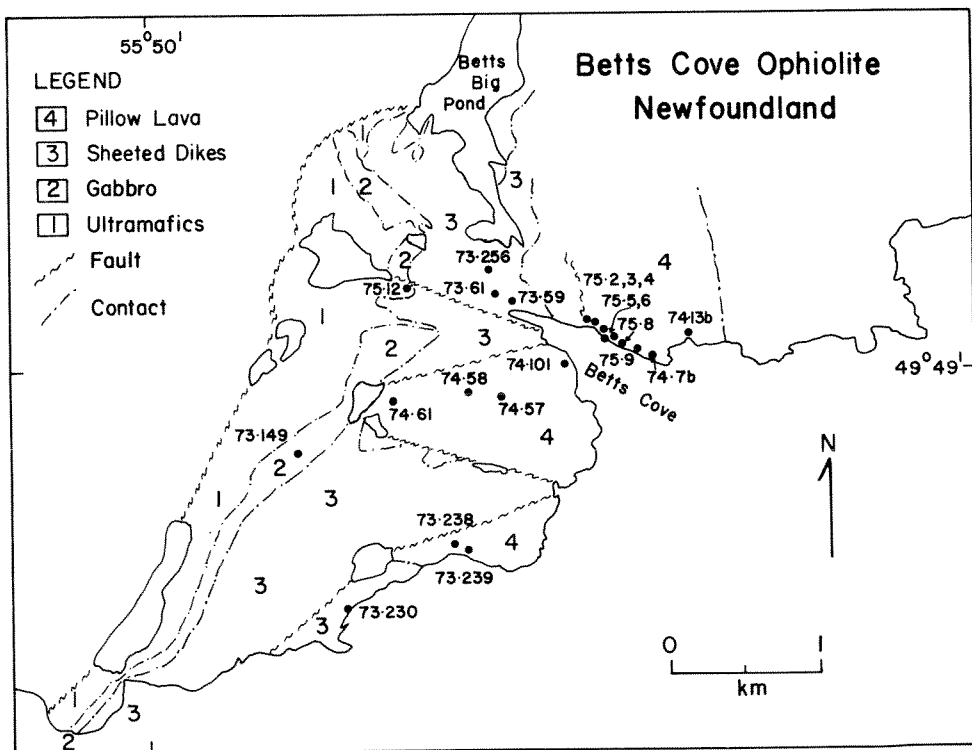 55°50'
Betts Cove Ophiolite
Newfoundland
LEGEND
4 Pillow Lava
3 Sheeted Dikes
2 Gabbro
1 Ultramafics
Fault
Contact
Betts
Big
Pond
1
1
2
3
3
2
73·256
4
75·2,3,4
75·12
73·61
73·59
75·5,6
75·8
74·13b
1
3
2
75·9
74·101
74·7b
49°49'
Betts Cove
74·58
74·61
74·57
73·149
4
2
N
1
3
73·238
4
73·239
3
73·230
3
0 1
km
1
3
2